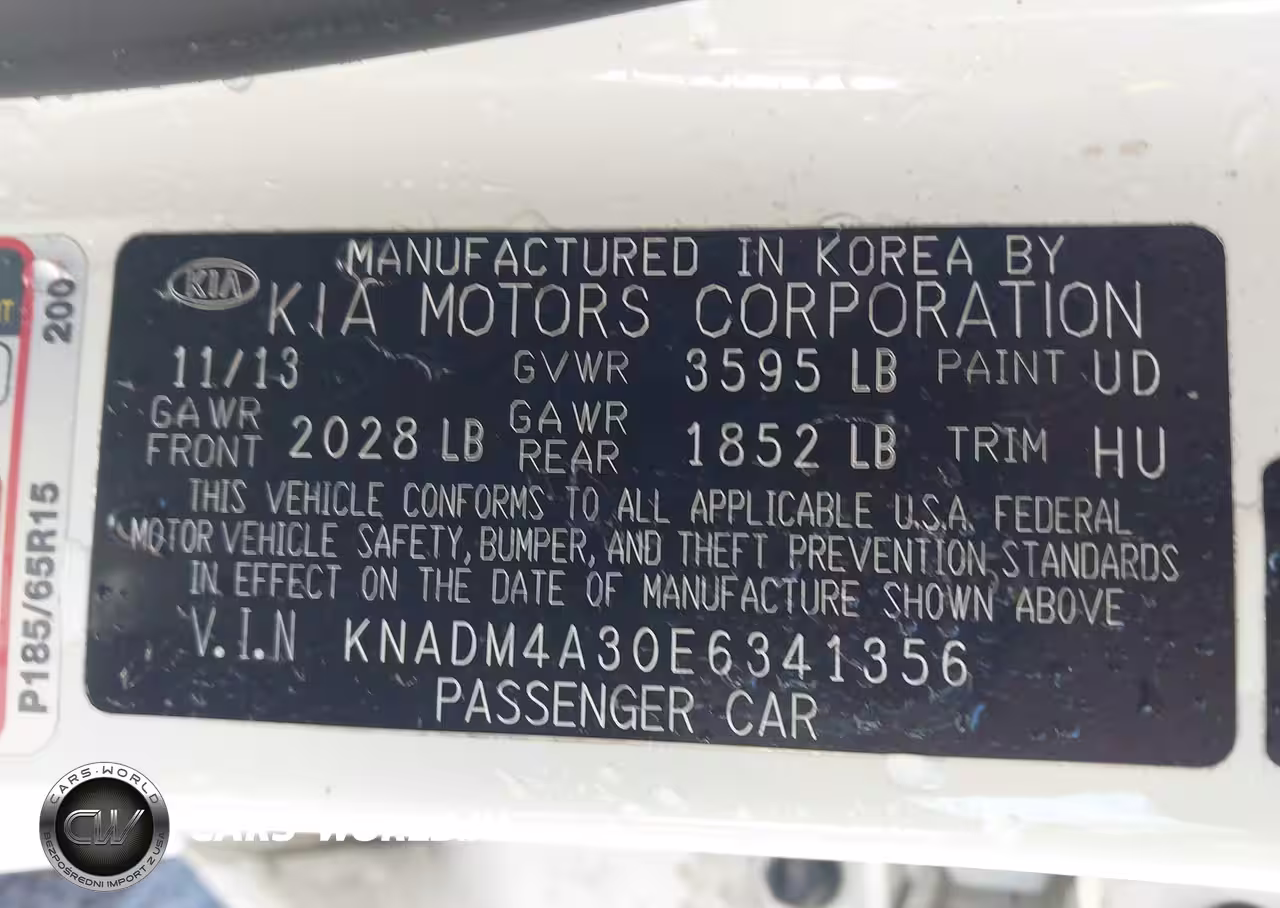 MANUFACTURED IN KOREA BY
KIA KIA MOTORS CORPORATION
11/13 GVWR 3595 LB PAINT UD
GAWR FRONT 2028 LB GAWR REAR 1852 LB TRIM HU
THIS VEHICLE CONFORMS TO ALL APPLICABLE U.S.A. FEDERAL
MOTOR VEHICLE SAFETY, BUMPER, AND THEFT PREVENTION STANDARDS
IN EFFECT ON THE DATE OF MANUFACTURE SHOWN ABOVE
V.I.N KNADM4A30E6341356
PASSENGER CAR
P185/65R15 200
CARS-WORLD
CW
BEZPOŚREDNI IMPORT Z USA